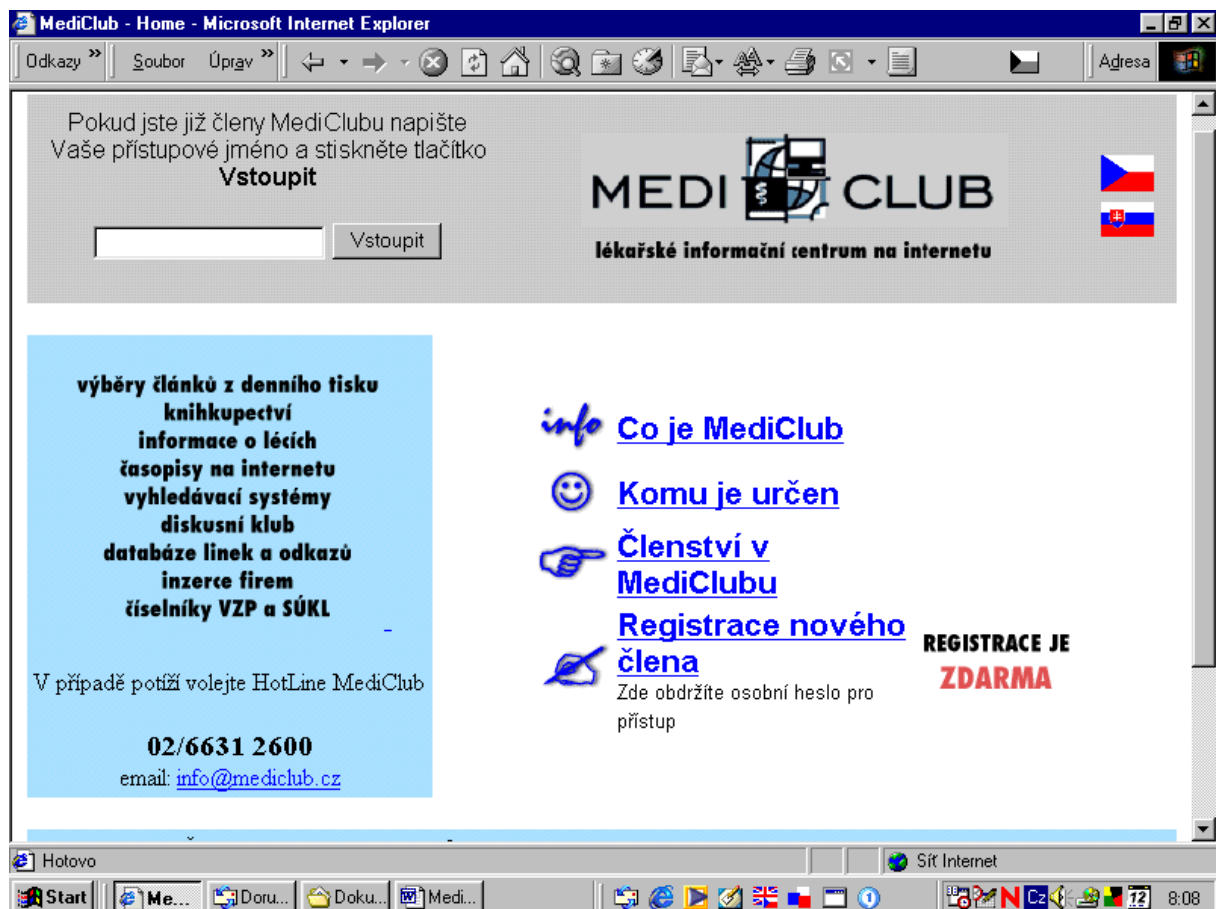 MediClub - Home - Microsoft Internet Explorer
Odkazy » Soubor Úprav » Adresa
Pokud jste již členy MediClubu napište
Vaše přístupové jméno a stiskněte tlačítko
Vstoupit
Vstoupit
MEDI CLUB
lékařské informační centrum na internetu
výběry článků z denního tisku
knihkupectví
informace o lécích
časopisy na internetu
vyhledávací systémy
diskusní klub
databáze linek a odkazů
inzerce firem
číselníky VZP a SÚKL
V případě potíží volejte HotLine MediClub
02/6631 2600
email: info@mediclub.cz
info Co je MediClub
Komu je určen
Členství v
MediClubu
Registrace nového
člena
Zde obdržíte osobní heslo pro
přístup
REGISTRACE JE
ZDARMA
Hotovo Síť Internet
Start Me... Doru... Doku... Medi... 1 N Cz 12 8:08